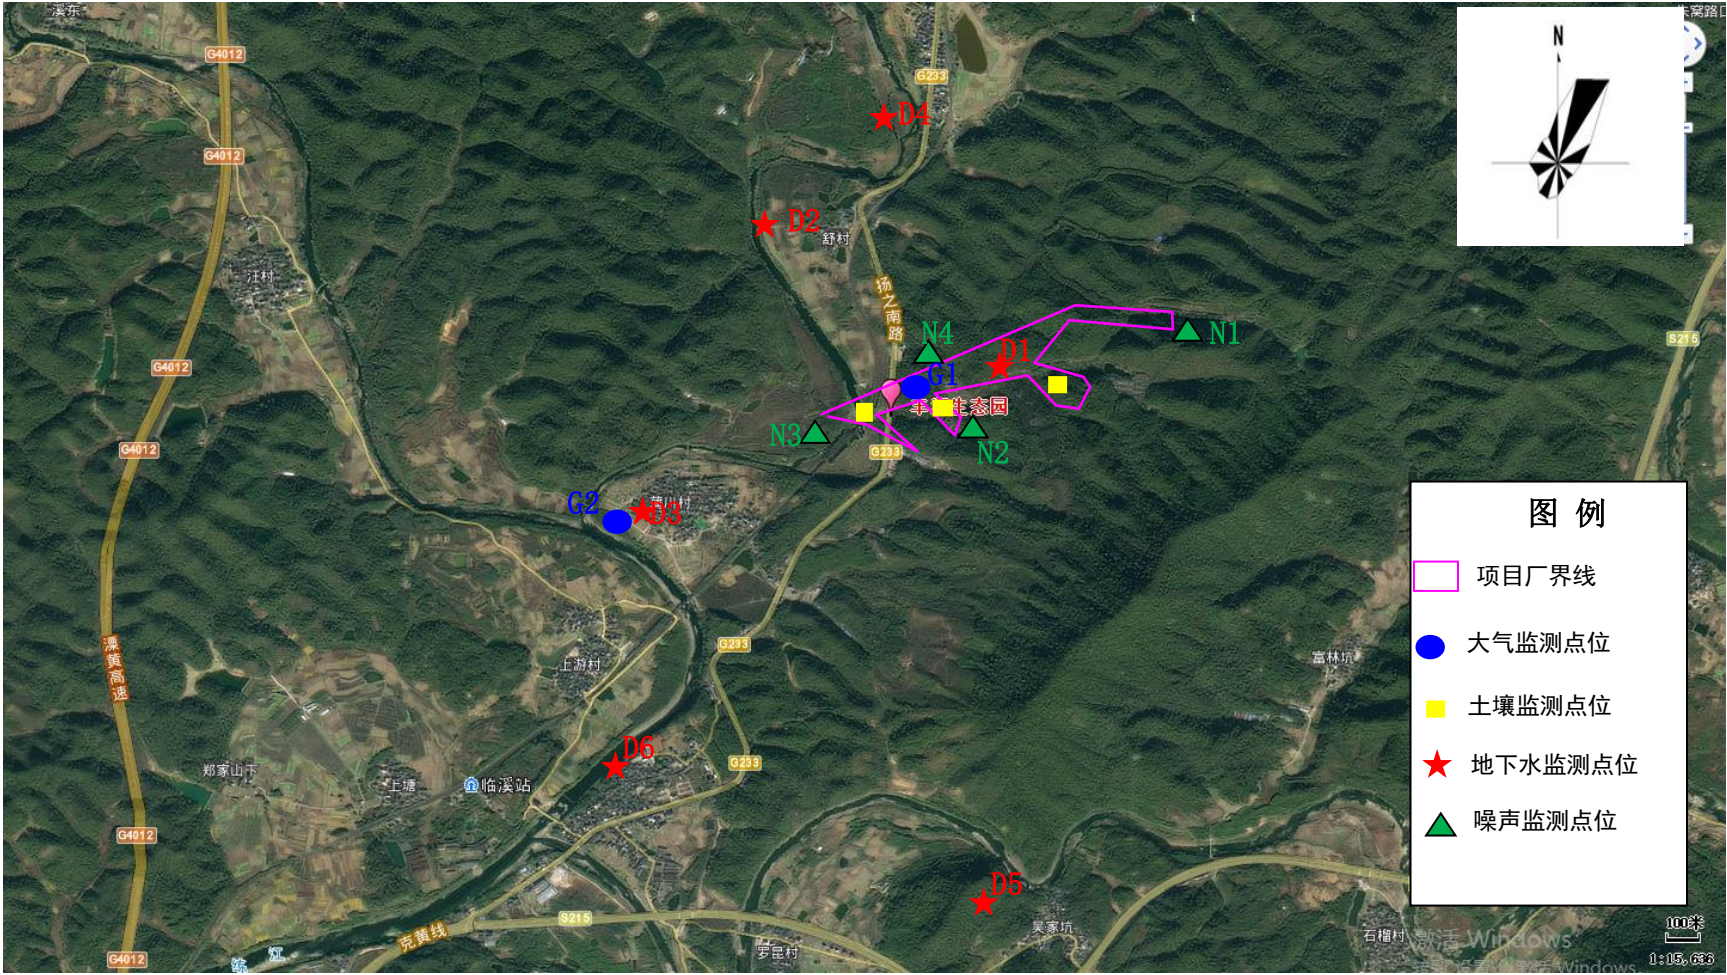 溪东
G4012
G233
N
D4
G4012
D2
舒村
汪村
扬之南路
N4
N1
S215
D1
G4012
G1
生态园
N3
G4012
G233
N2
G2
D3
图 例
项目厂界线
大气监测点位
土壤监测点位
地下水监测点位
噪声监测点位
溧黄高速
G233
上游村
富林坑
D6
G233
郑家山下
上塘
临溪站
G4012
D5
S215
吴家坑
克黄线
罗昆村
石榴村
激活 Windows
100米
G4012
练 江
1:15,636